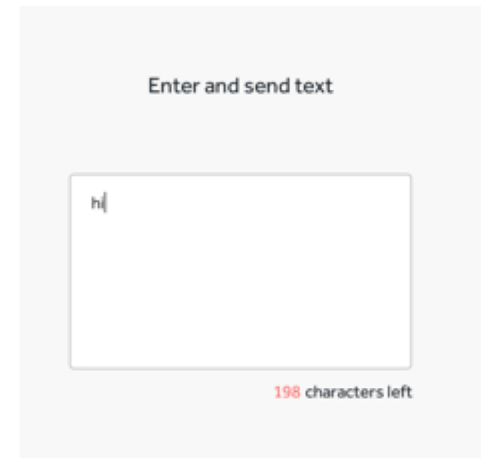 Enter and send text
hi
198 characters left